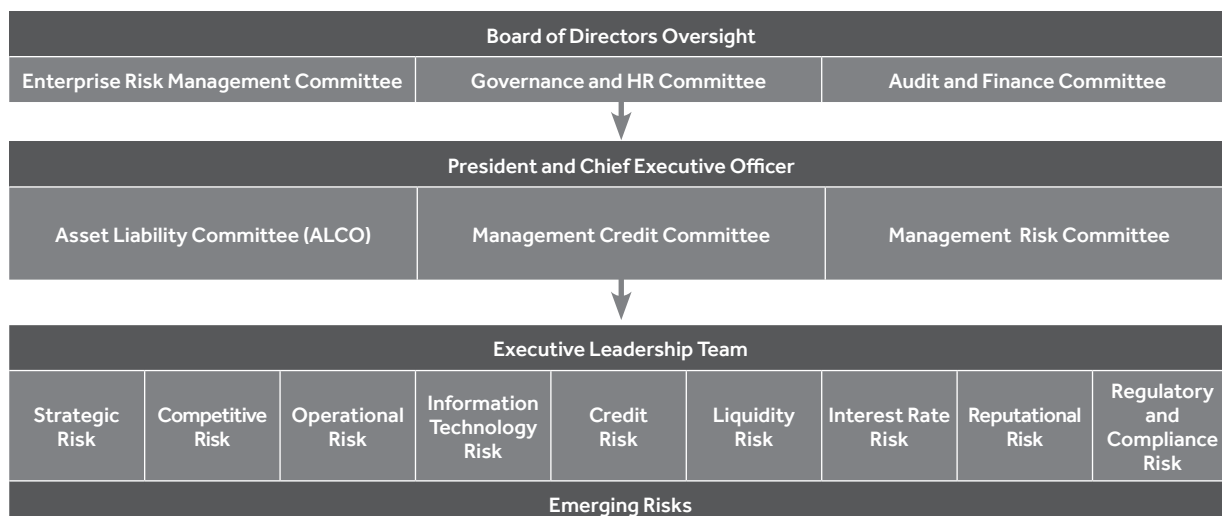 Board of Directors Oversight
Enterprise Risk Management Committee
Governance and HR Committee
Audit and Finance Committee
President and Chief Executive Officer
Asset Liability Committee (ALCO)
Management Credit Committee
Management Risk Committee
Executive Leadership Team
Strategic
Risk
Competitive
Risk
Operational
Risk
Information
Technology
Risk
Credit
Risk
Liquidity
Risk
Interest Rate
Risk
Reputational
Risk
Regulatory
and
Compliance
Risk
Emerging Risks